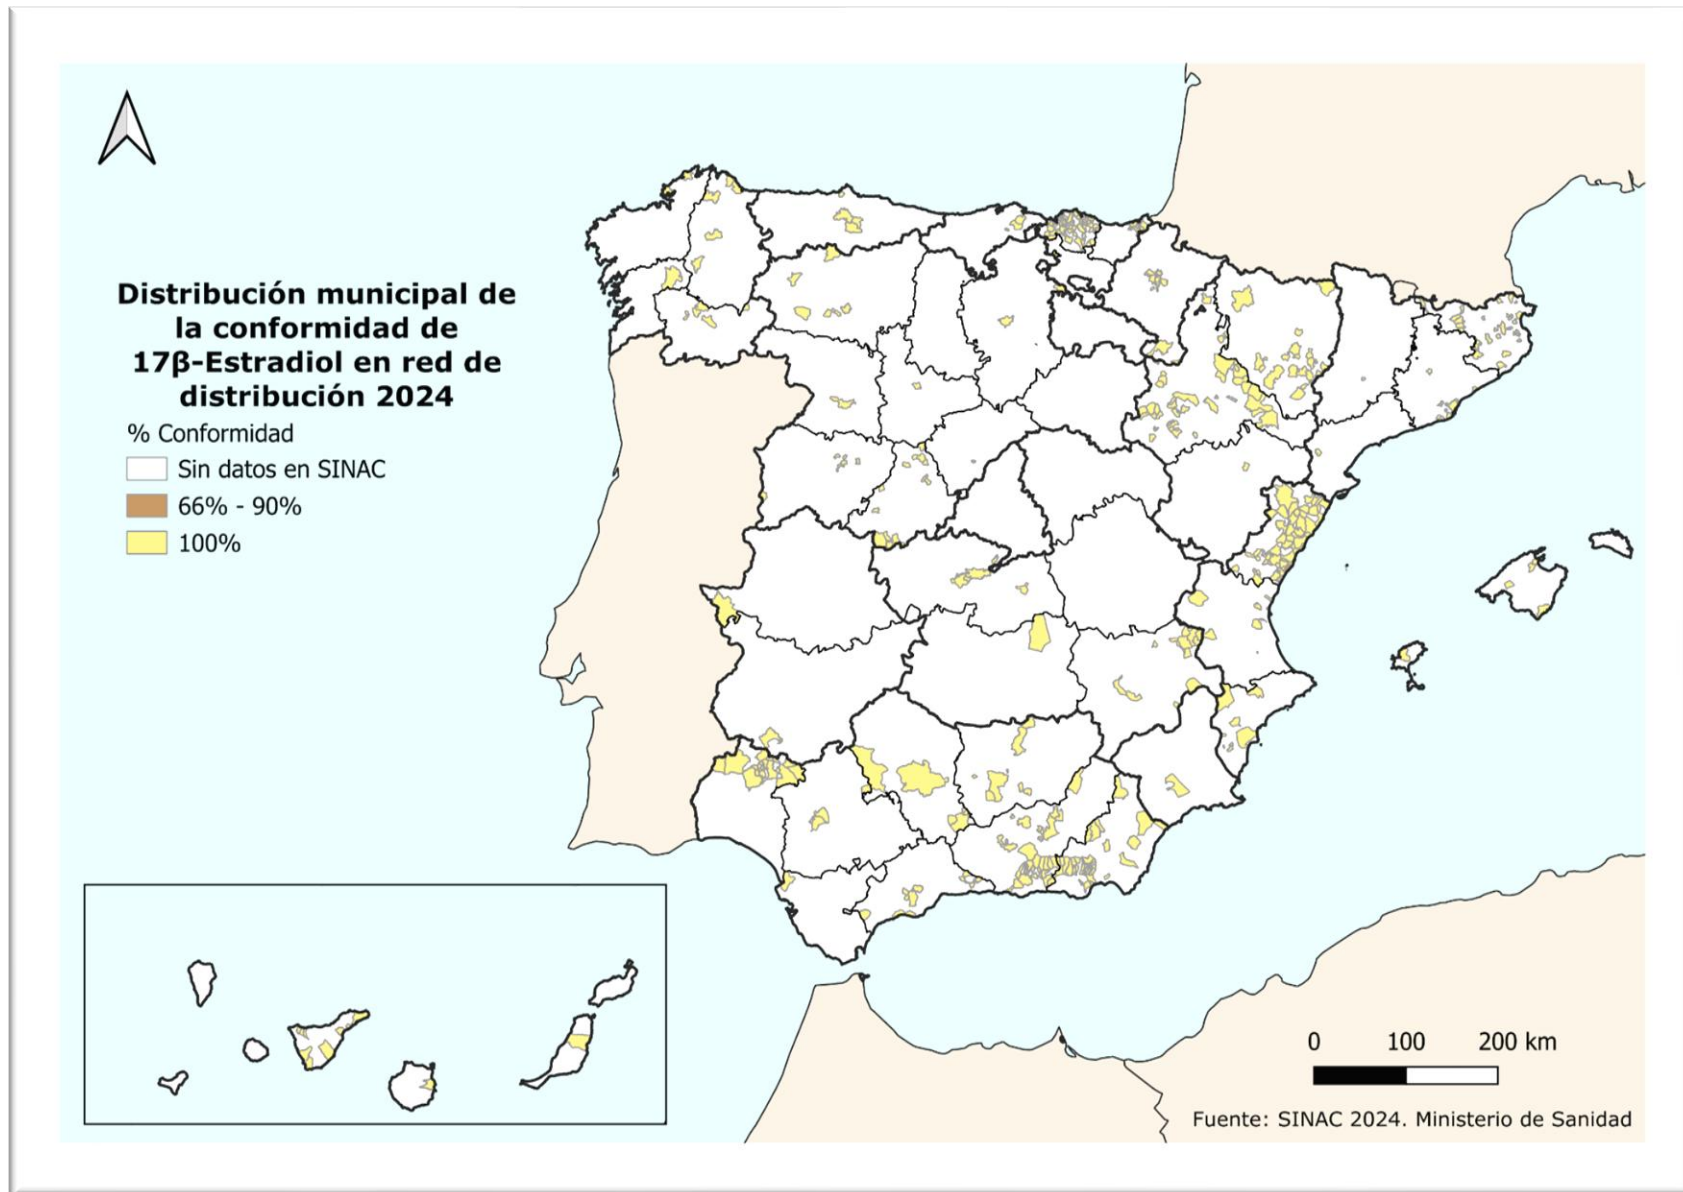 Distribución municipal de
la conformidad de
17β-Estradiol en red de
distribución 2024
% Conformidad
Sin datos en SINAC
66% - 90%
100%
0 100 200 km
Fuente: SINAC 2024. Ministerio de Sanidad